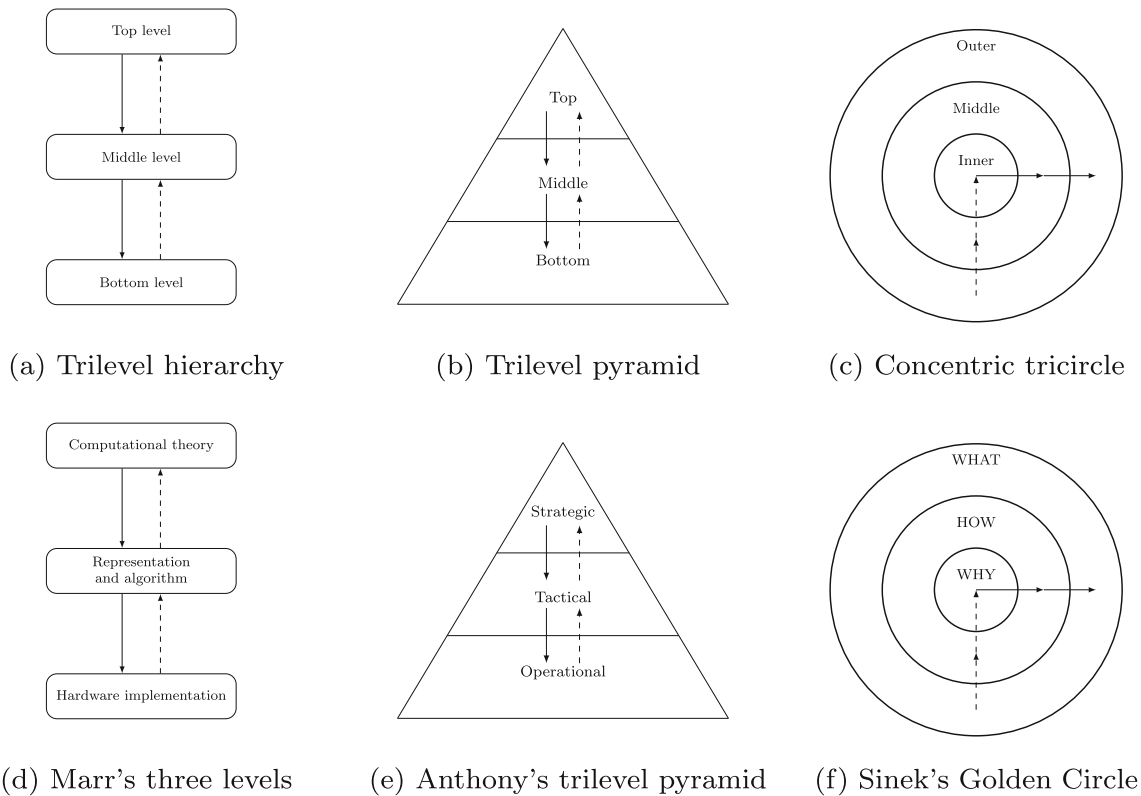 Top level
Middle level
Bottom level
(a) Trilevel hierarchy
Top
Middle
Bottom
(b) Trilevel pyramid
Outer
Middle
Inner
(c) Concentric tricircle
Computational theory
Representation
and algorithm
Hardware implementation
(d) Marr's three levels
Strategic
Tactical
Operational
(e) Anthony's trilevel pyramid
WHAT
HOW
WHY
(f) Sinek's Golden Circle